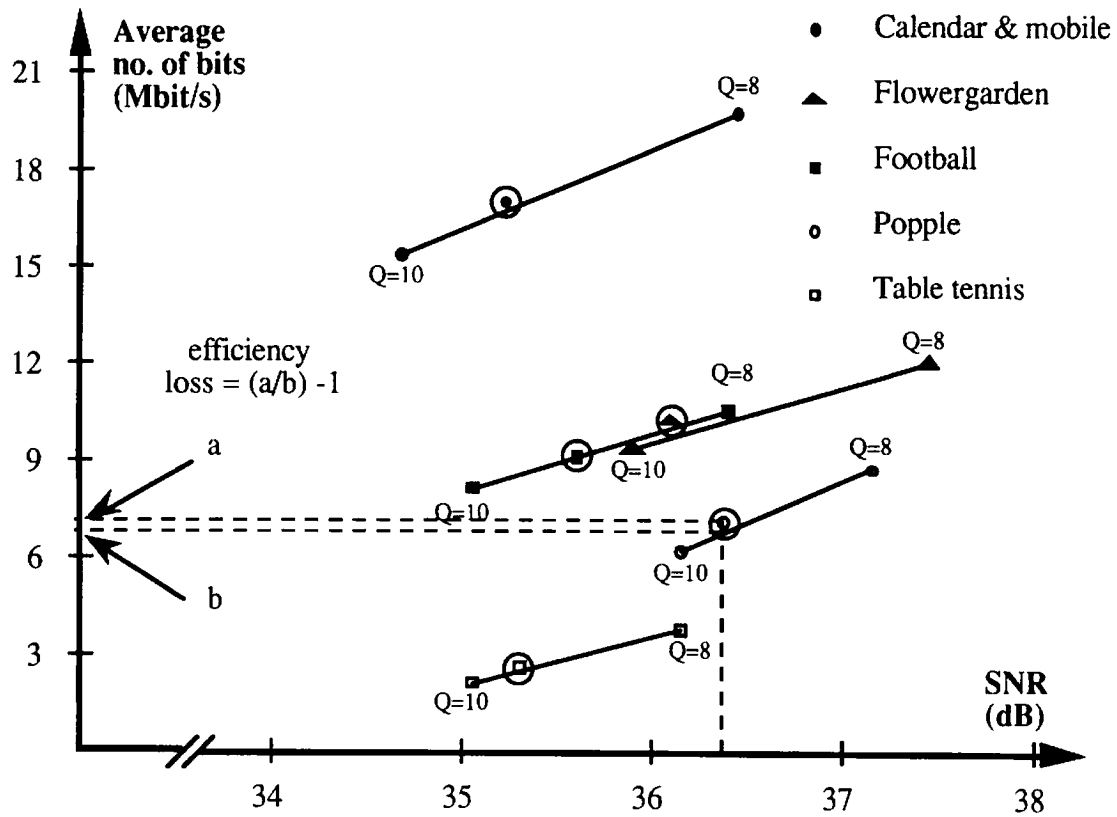 Average
no. of bits
(Mbit/s)
21
18
15
12
9
6
3
Calendar & mobile
Flowergarden
Football
Popple
Table tennis
Q=8
Q=10
efficiency
loss = (a/b) -1
a
b
Q=8
Q=8
Q=10
Q=10
Q=8
Q=10
Q=8
Q=10
SNR
(dB)
34
35
36
37
38